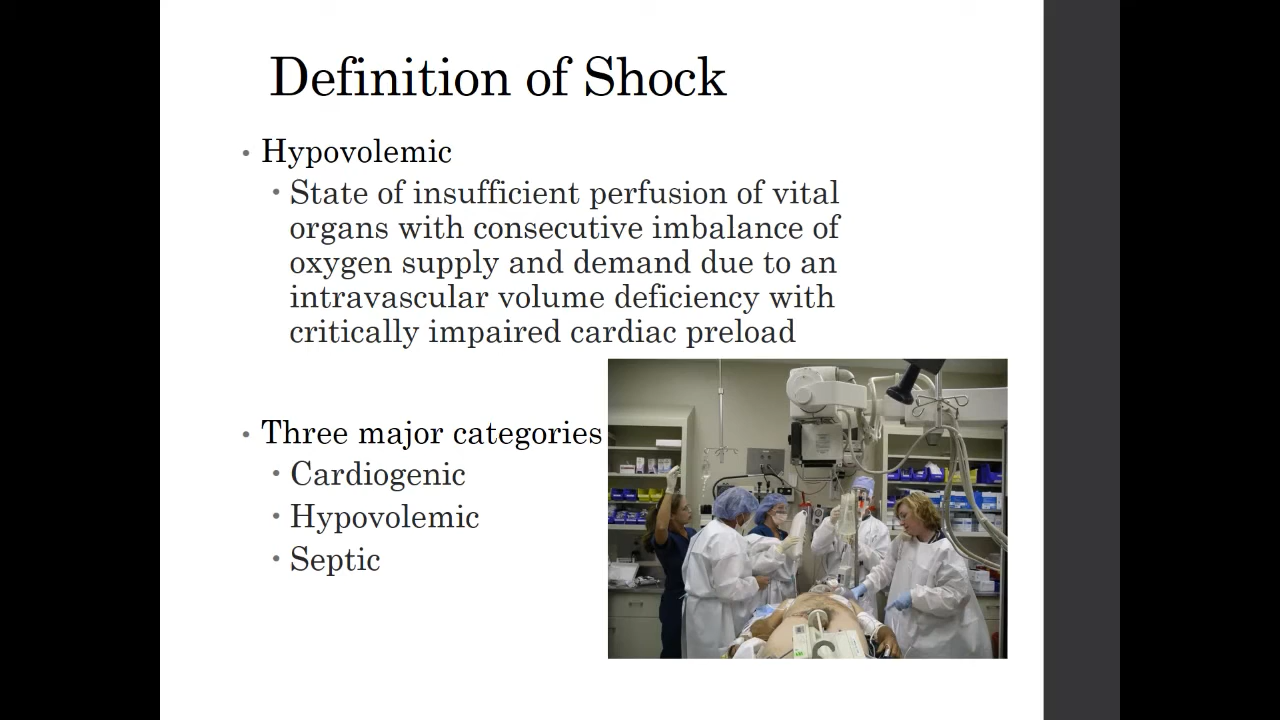 Definition of Shock
• Hypovolemic
• State of insufficient perfusion of vital
organs with consecutive imbalance of
oxygen supply and demand due to an
intravascular volume deficiency with
critically impaired cardiac preload
• Three major categories
• Cardiogenic
• Hypovolemic
• Septic